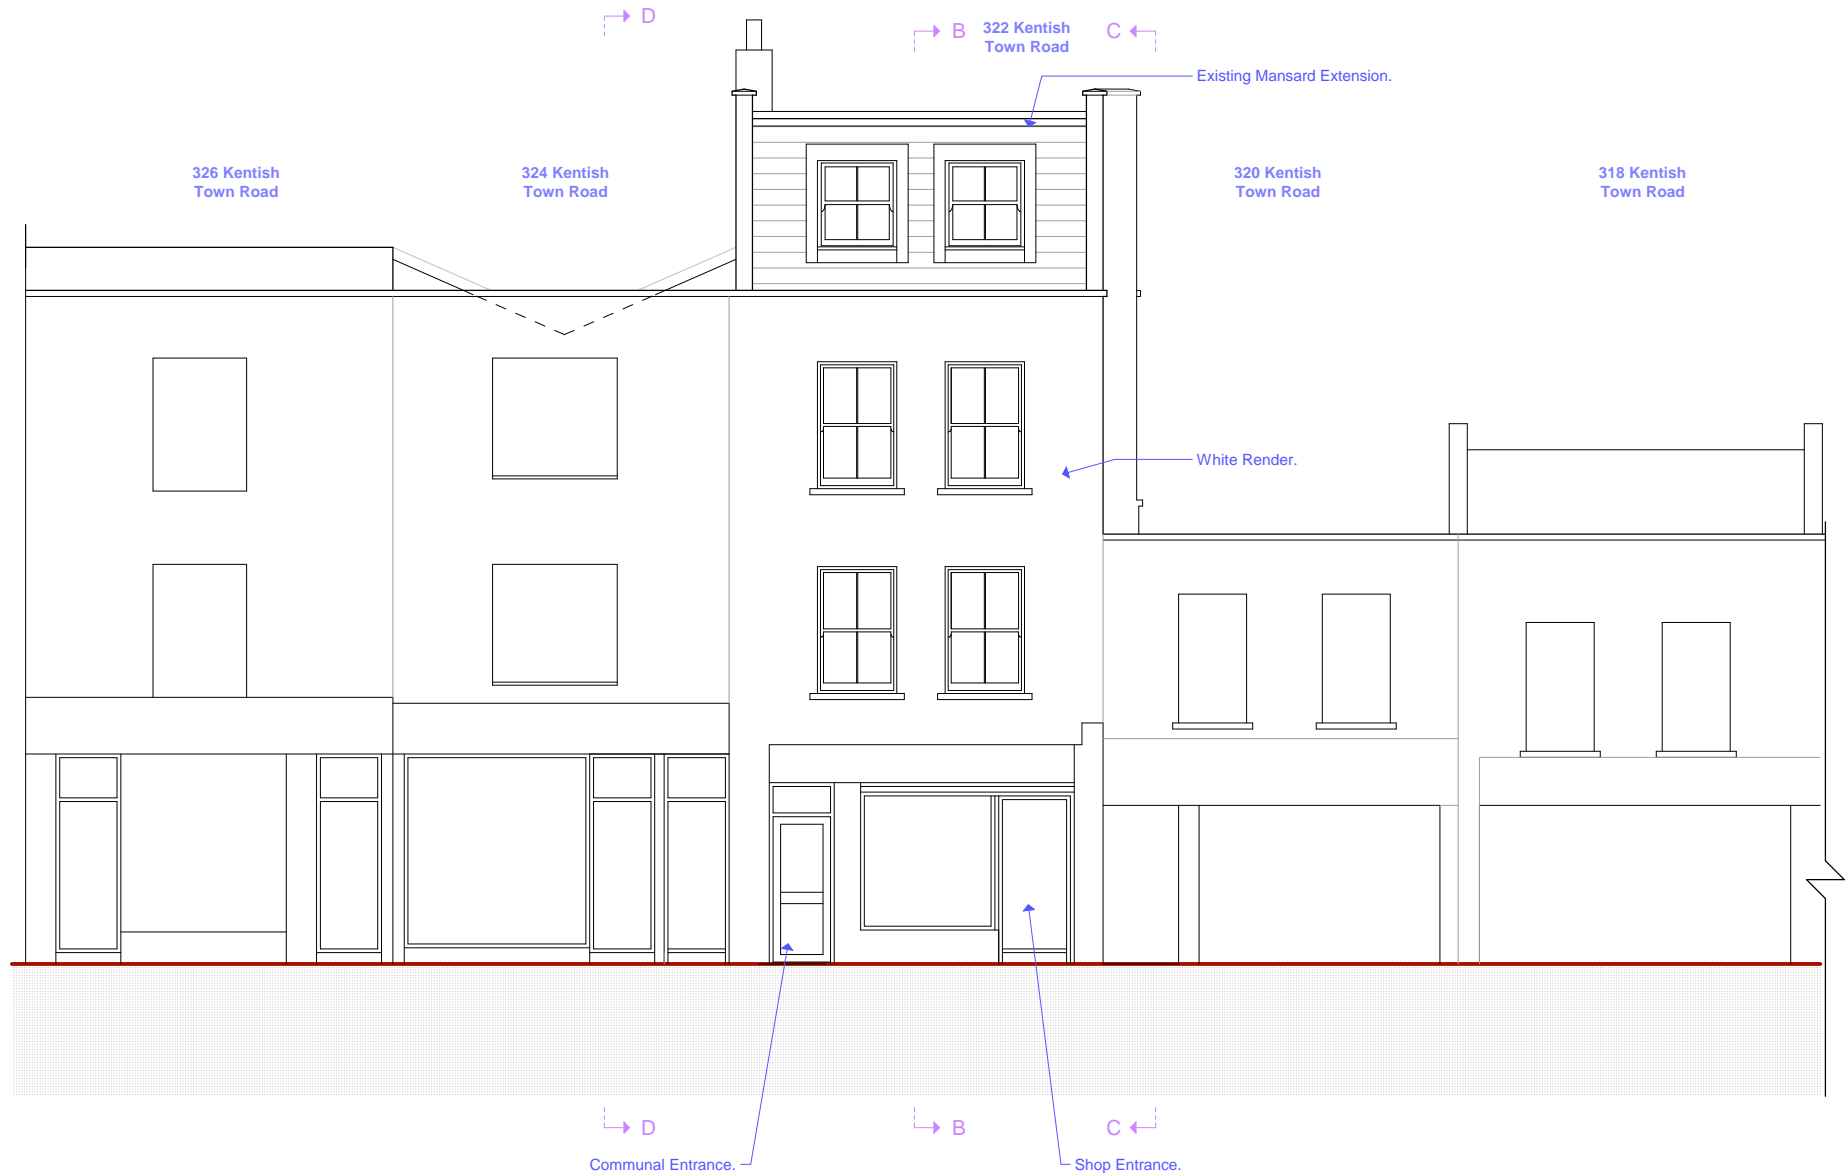 D
B
322 Kentish
Town Road
C
Existing Mansard Extension.
326 Kentish
Town Road
324 Kentish
Town Road
320 Kentish
Town Road
318 Kentish
Town Road
White Render.
D
B
C
Communal Entrance.
Shop Entrance.